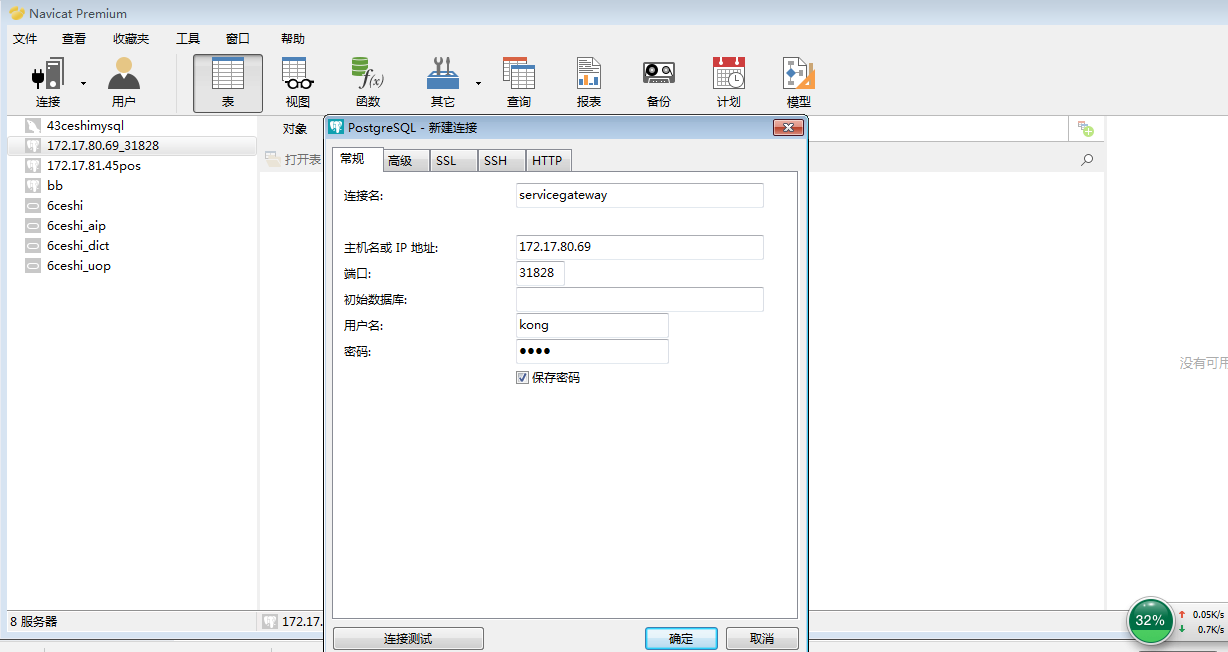 Navicat Premium
文件 查看 收藏夹 工具 窗口 帮助
连接 用户 表 视图 函数 其它 查询 报表 备份 计划 模型
43ceshimysql
172.17.80.69_31828
172.17.81.45pos
bb
6ceshi
6ceshi_aip
6ceshi_dict
6ceshi_uop
对象
打开表
PostgreSQL - 新建连接
常规 高级 SSL SSH HTTP
连接名: servicegateway
主机名或 IP 地址: 172.17.80.69
端口: 31828
初始数据库:
用户名: kong
密码: ●●●●
保存密码
连接测试 确定 取消
没有可用
8 服务器 172.17.
32% 0.05K/s
0.7K/s